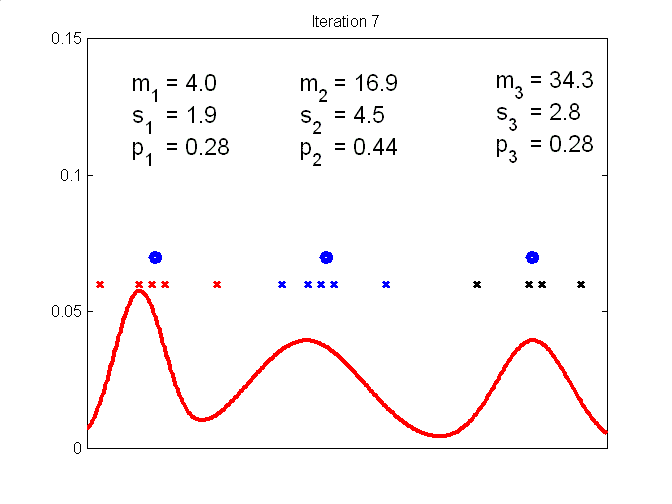 Iteration 7
0.15
m1 = 4.0
s1 = 1.9
p1 = 0.28
m2 = 16.9
s2 = 4.5
p2 = 0.44
m3 = 34.3
s3 = 2.8
p3 = 0.28
0.1
0.05
0